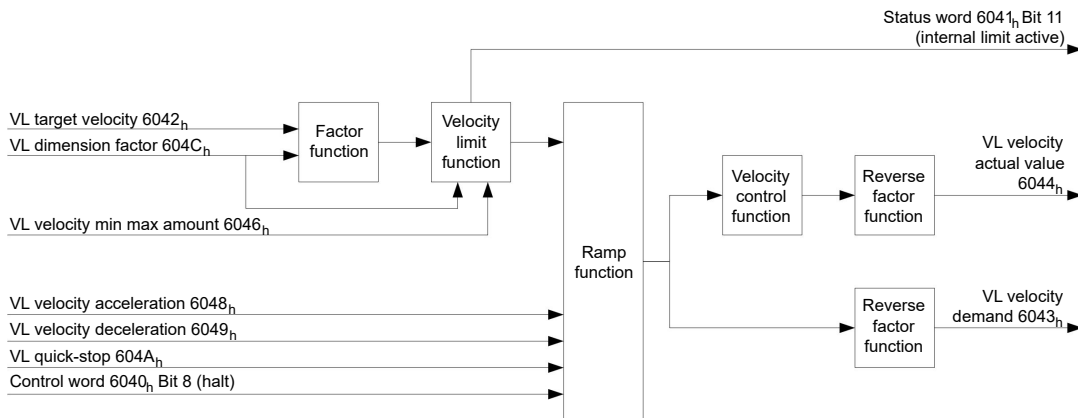 Status word 6041h Bit 11
(internal limit active)
VL target velocity 6042h
VL dimension factor 604Ch
Factor
function
Velocity
limit
function
VL velocity min max amount 6046h
Velocity
control
function
Reverse
factor
function
VL velocity
actual value
6044h
Ramp
function
VL velocity acceleration 6048h
VL velocity deceleration 6049h
VL quick-stop 604Ah
Control word 6040h Bit 8 (halt)
Reverse
factor
function
VL velocity
demand 6043h